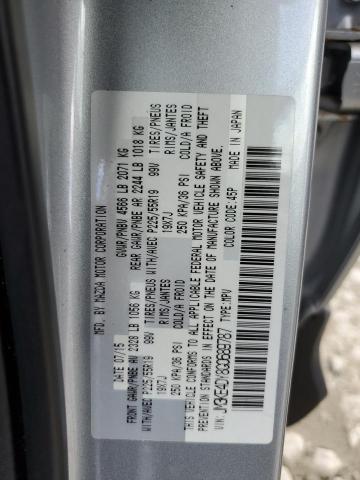 MFD. BY MAZDA MOTOR CORPORATION
07/15 GVWR/PNBV 4566 LB 2071 KG
FRONT GAWR/PNBE AV 2328 LB 1056 KG REAR GAWR/PNBE AR 2244 LB 1018 KG
WITH/AVEC P225/55R19 99V TIRES/PNEUS WITH/AVEC P225/55R19 99V TIRES/PNEUS
19X7J RIMS/JANTES 19X7J RIMS/JANTES
250 KPA/36 PSI COLD/A FROID 250 KPA/36 PSI COLD/A FROID
THIS VEHICLE CONFORMS TO ALL APPLICABLE FEDERAL MOTOR VEHICLE SAFETY AND THEFT
PREVENTION STANDARDS IN EFFECT ON THE DATE OF MANUFACTURE SHOWN ABOVE.
VIN: TYPE:MPV COLOR CODE:45P MADE IN JAPAN